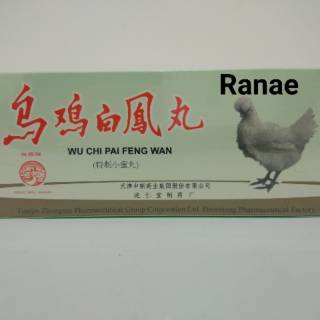 Ranae
烏鸡白鳳丸
WU CHI PAI FENG WAN
(特制小蜜丸)
天津中新药业集团股份有限公司
达仁堂制药厂
Tianjin Zhongxin Pharmaceutical Group Corporation Ltd. Darentang Pharmaceutical Factory